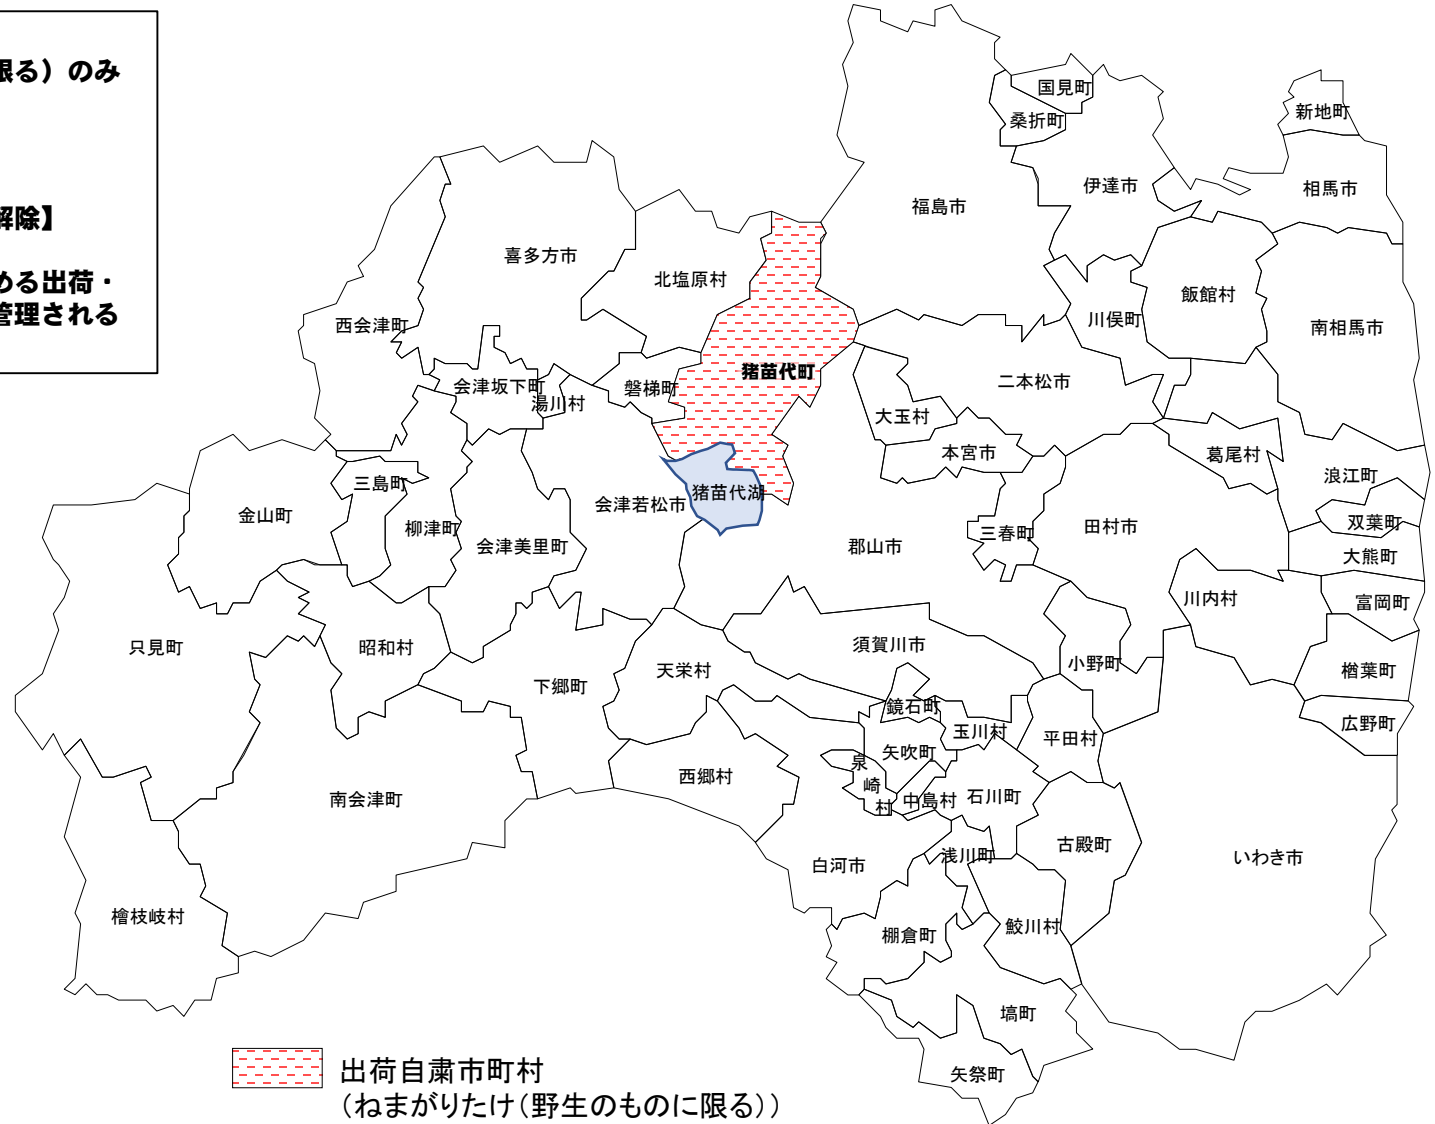 限る）のみ
解除】
める出荷・
管理される
国見町
新地町
桑折町
伊達市
相馬市
福島市
喜多方市
北塩原村
飯館村
川俣町
西会津町
南相馬市
猪苗代町
二本松市
会津坂下町
磐梯町
湯川村
大玉村
本宮市
葛尾村
浪江町
三島町
猪苗代湖
会津若松市
金山町
柳津町
双葉町
田村市
三春町
会津美里町
郡山市
大熊町
川内村
富岡町
只見町
昭和村
須賀川市
小野町
天栄村
楢葉町
下郷町
鏡石町
広野町
玉川村
平田村
矢吹町
泉
崎
村
西郷村
南会津町
中島村
石川町
古殿町
浅川町
いわき市
白河市
檜枝岐村
棚倉町
鮫川村
塙町
矢祭町
出荷自粛市町村
（ねまがりたけ（野生のものに限る））